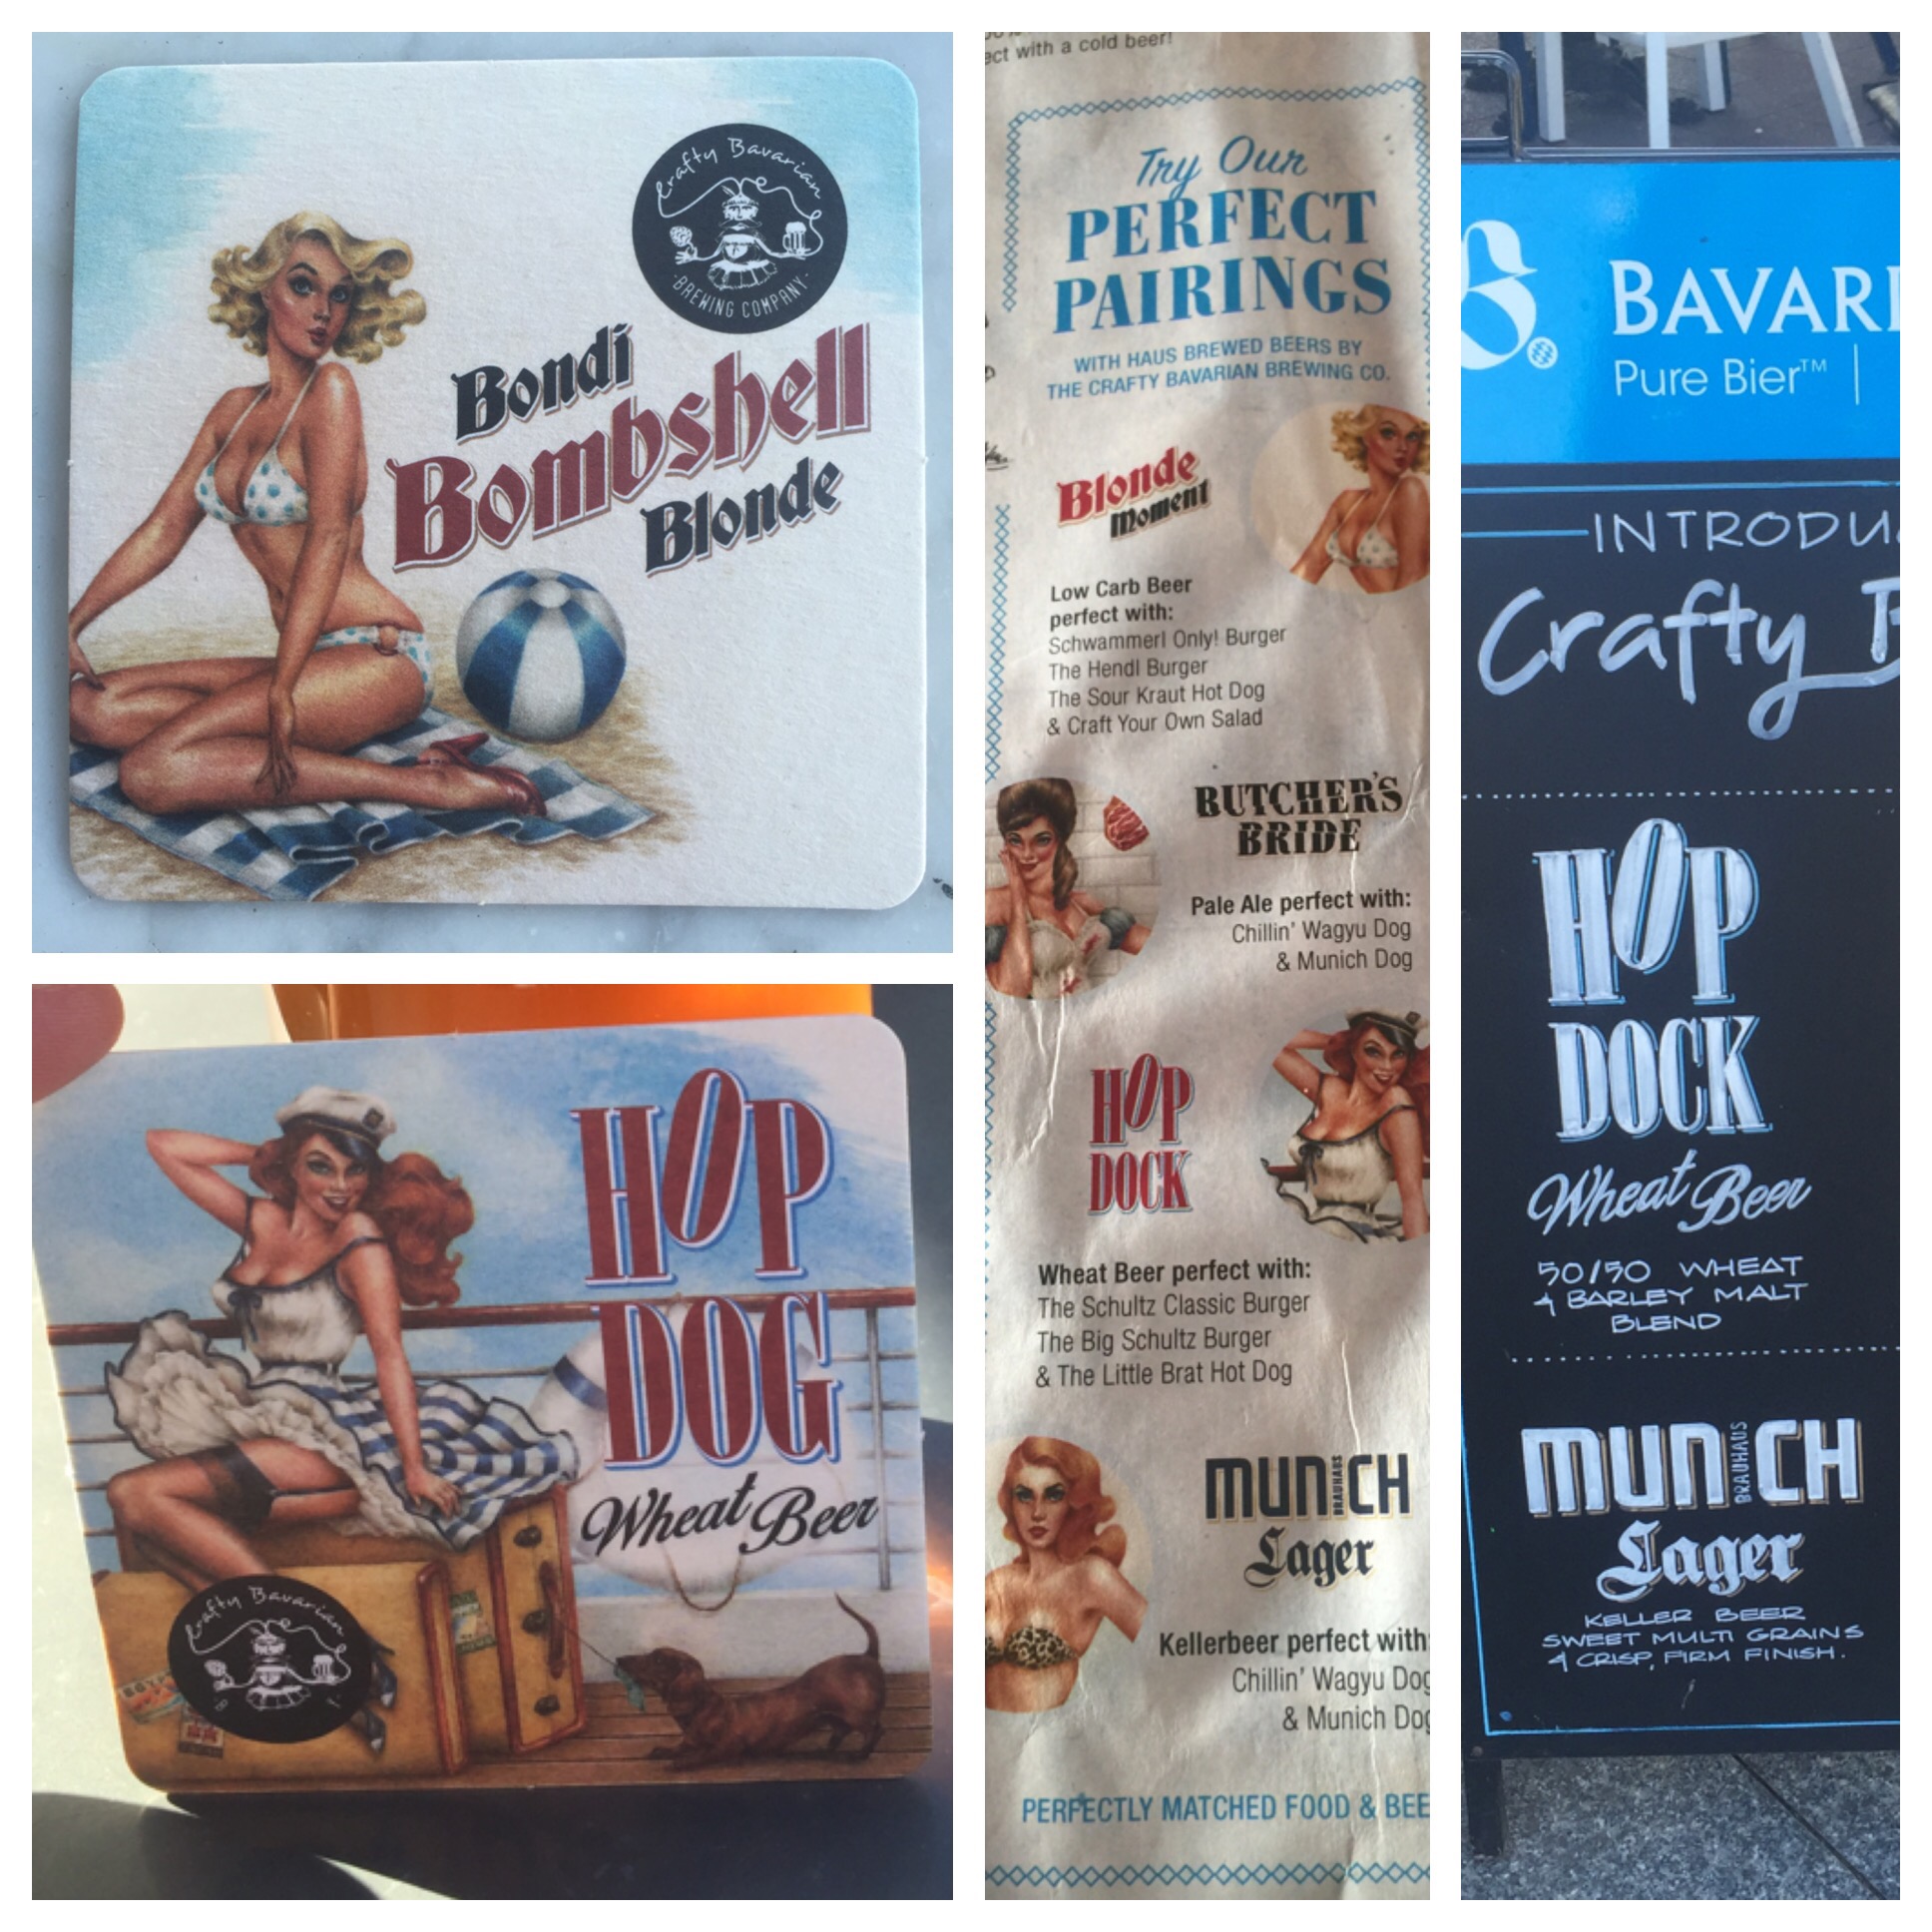 Crafty Bavarian
BREWING COMPANY
Bondi
Bombshell
Blonde
HOP
DOG
Wheat Beer
Crafty Bavarian
ect with a cold beer!
Try Our
PERFECT
PAIRINGS
WITH HAUS BREWED BEERS BY
THE CRAFTY BAVARIAN BREWING CO.
Blonde
Moment
Low Carb Beer
perfect with:
Schwammerl Only! Burger
The Hendl Burger
The Sour Kraut Hot Dog
& Craft Your Own Salad
BUTCHER'S
BRIDE
Pale Ale perfect with:
Chillin' Wagyu Dog
& Munich Dog
HOP
DOCK
Wheat Beer perfect with:
The Schultz Classic Burger
The Big Schultz Burger
& The Little Brat Hot Dog
MUNICH
BRAUHAUS
Lager
Kellerbeer perfect with:
Chillin' Wagyu Dog
& Munich Dog
PERFECTLY MATCHED FOOD & BEE
BAVARI
Pure Bier™
INTRODU
Crafty B
HOP
DOCK
Wheat Beer
50/50 WHEAT
& BARLEY MALT
BLEND
MUNICH
BRAUHAUS
Lager
KELLER BEER
SWEET MULTI GRAINS
& CRISP, FIRM FINISH.